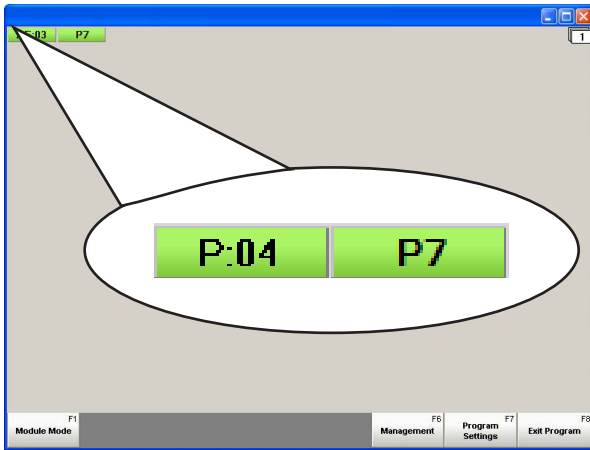 P7
1
P:04 P7
F1
Module Mode
F6
Management
F7
Program
Settings
F8
Exit Program